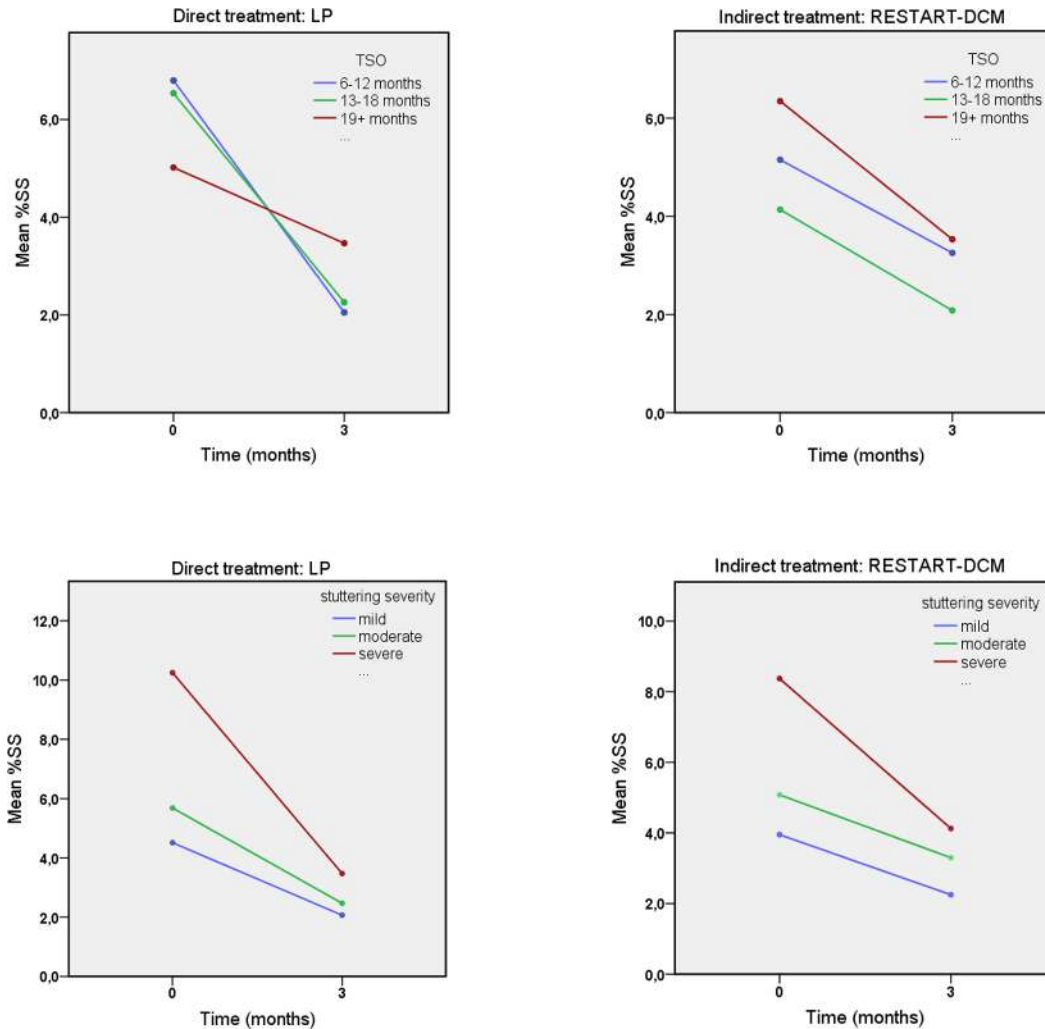 Direct treatment: LP
TSO
6-12 months
13-18 months
19+ months
...
6,0
4,0
2,0
0,0
Mean %SS
0
3
Time (months)
Indirect treatment: RESTART-DCM
TSO
6-12 months
13-18 months
19+ months
...
6,0
4,0
2,0
0,0
Mean %SS
0
3
Time (months)
Direct treatment: LP
stuttering severity
mild
moderate
severe
...
12,0
10,0
8,0
6,0
4,0
2,0
0,0
Mean %SS
0
3
Time (months)
Indirect treatment: RESTART-DCM
stuttering severity
mild
moderate
severe
...
10,0
8,0
6,0
4,0
2,0
0,0
Mean %SS
0
3
Time (months)